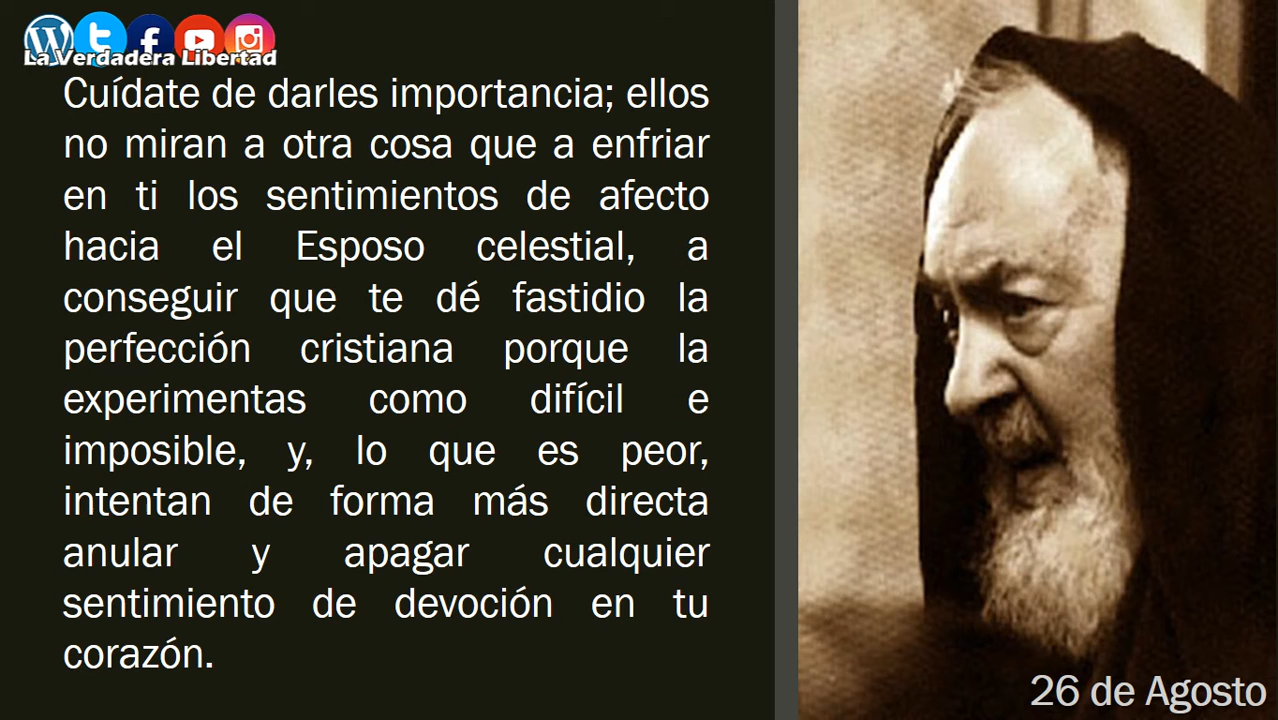 La Verdadera Libertad
Cuídate de darles importancia; ellos
no miran a otra cosa que a enfriar
en ti los sentimientos de afecto
hacia el Esposo celestial, a
conseguir que te dé fastidio la
perfección cristiana porque la
experimentas como difícil e
imposible, y, lo que es peor,
intentan de forma más directa
anular y apagar cualquier
sentimiento de devoción en tu
corazón.
26 de Agosto